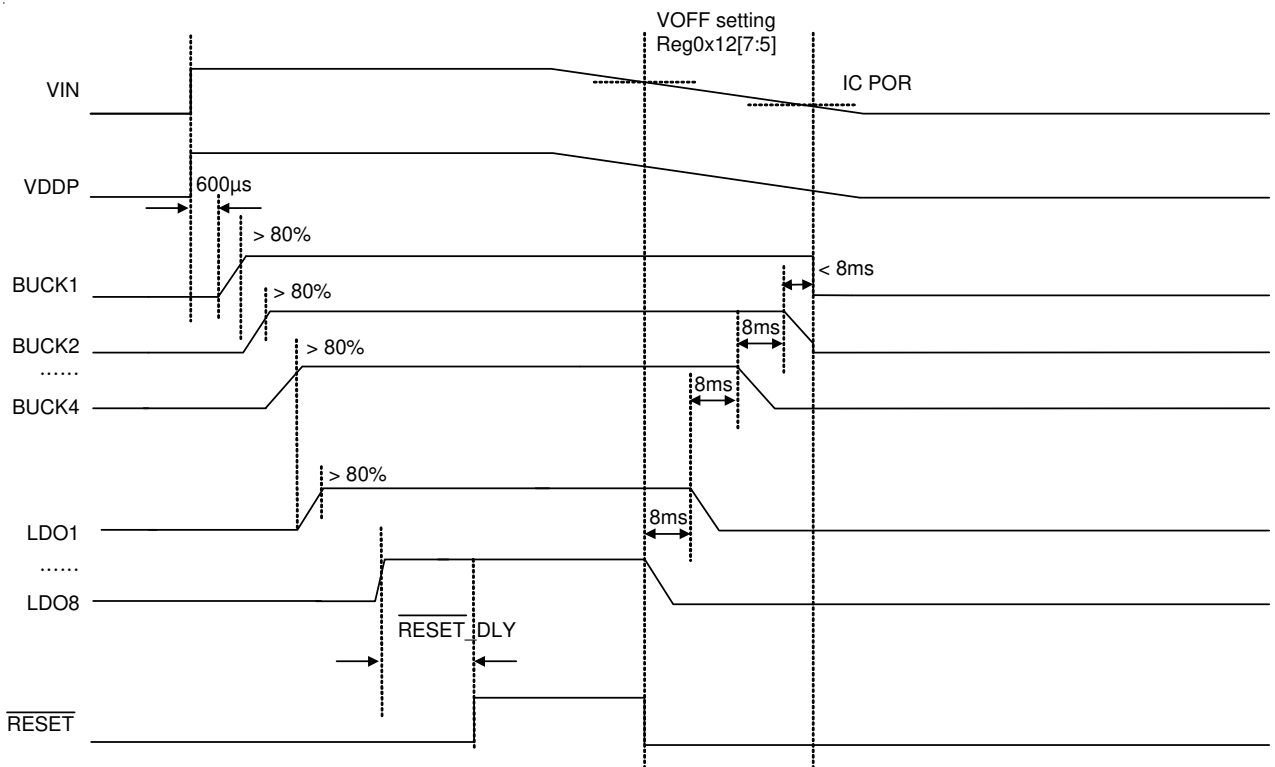 VOFF setting
Reg0x12[7:5]
VIN
IC POR
VDDP
600µs
> 80%
BUCK1
< 8ms
> 80%
8ms
BUCK2
> 80%
......
8ms
BUCK4
> 80%
8ms
LDO1
......
LDO8
RESET_DLY
RESET